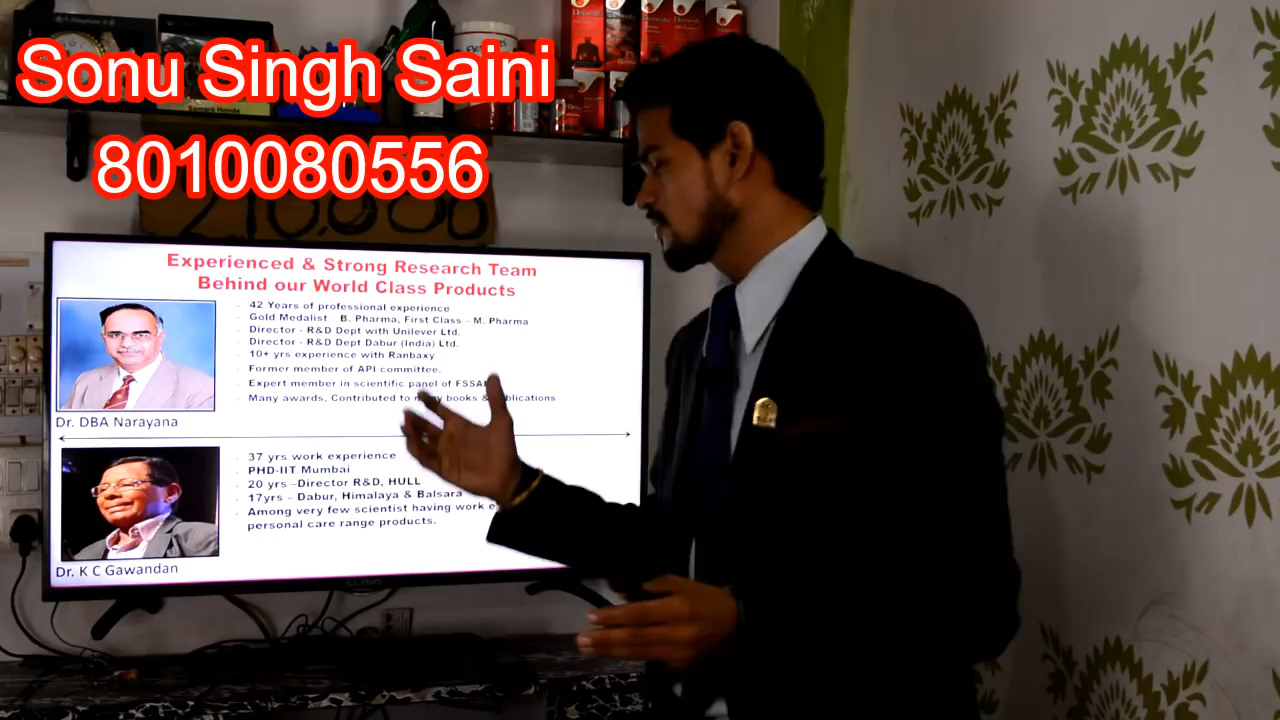 Sonu Singh Saini
8010080556
210,000
Experienced & Strong Research Team
Behind our World Class Products
- 42 Years of professional experience
- Gold Medalist - B. Pharma, First Class - M. Pharma
- Director - R&D Dept with Unilever Ltd.
- Director - R&D Dept Dabur (India) Ltd.
- 10+ yrs experience with Ranbaxy
- Former member of API committee.
- Expert member in scientific panel of
- Many awards, Contributed to books &
Dr. DBA Narayana
- 37 yrs work experience
- PHD-IIT Mumbai
- 20 yrs –Director R&D, HULL
- 17yrs – Dabur, Himalaya & Balsara
- Among very few scientist having work
personal care range products.
Dr. K C Gawandan